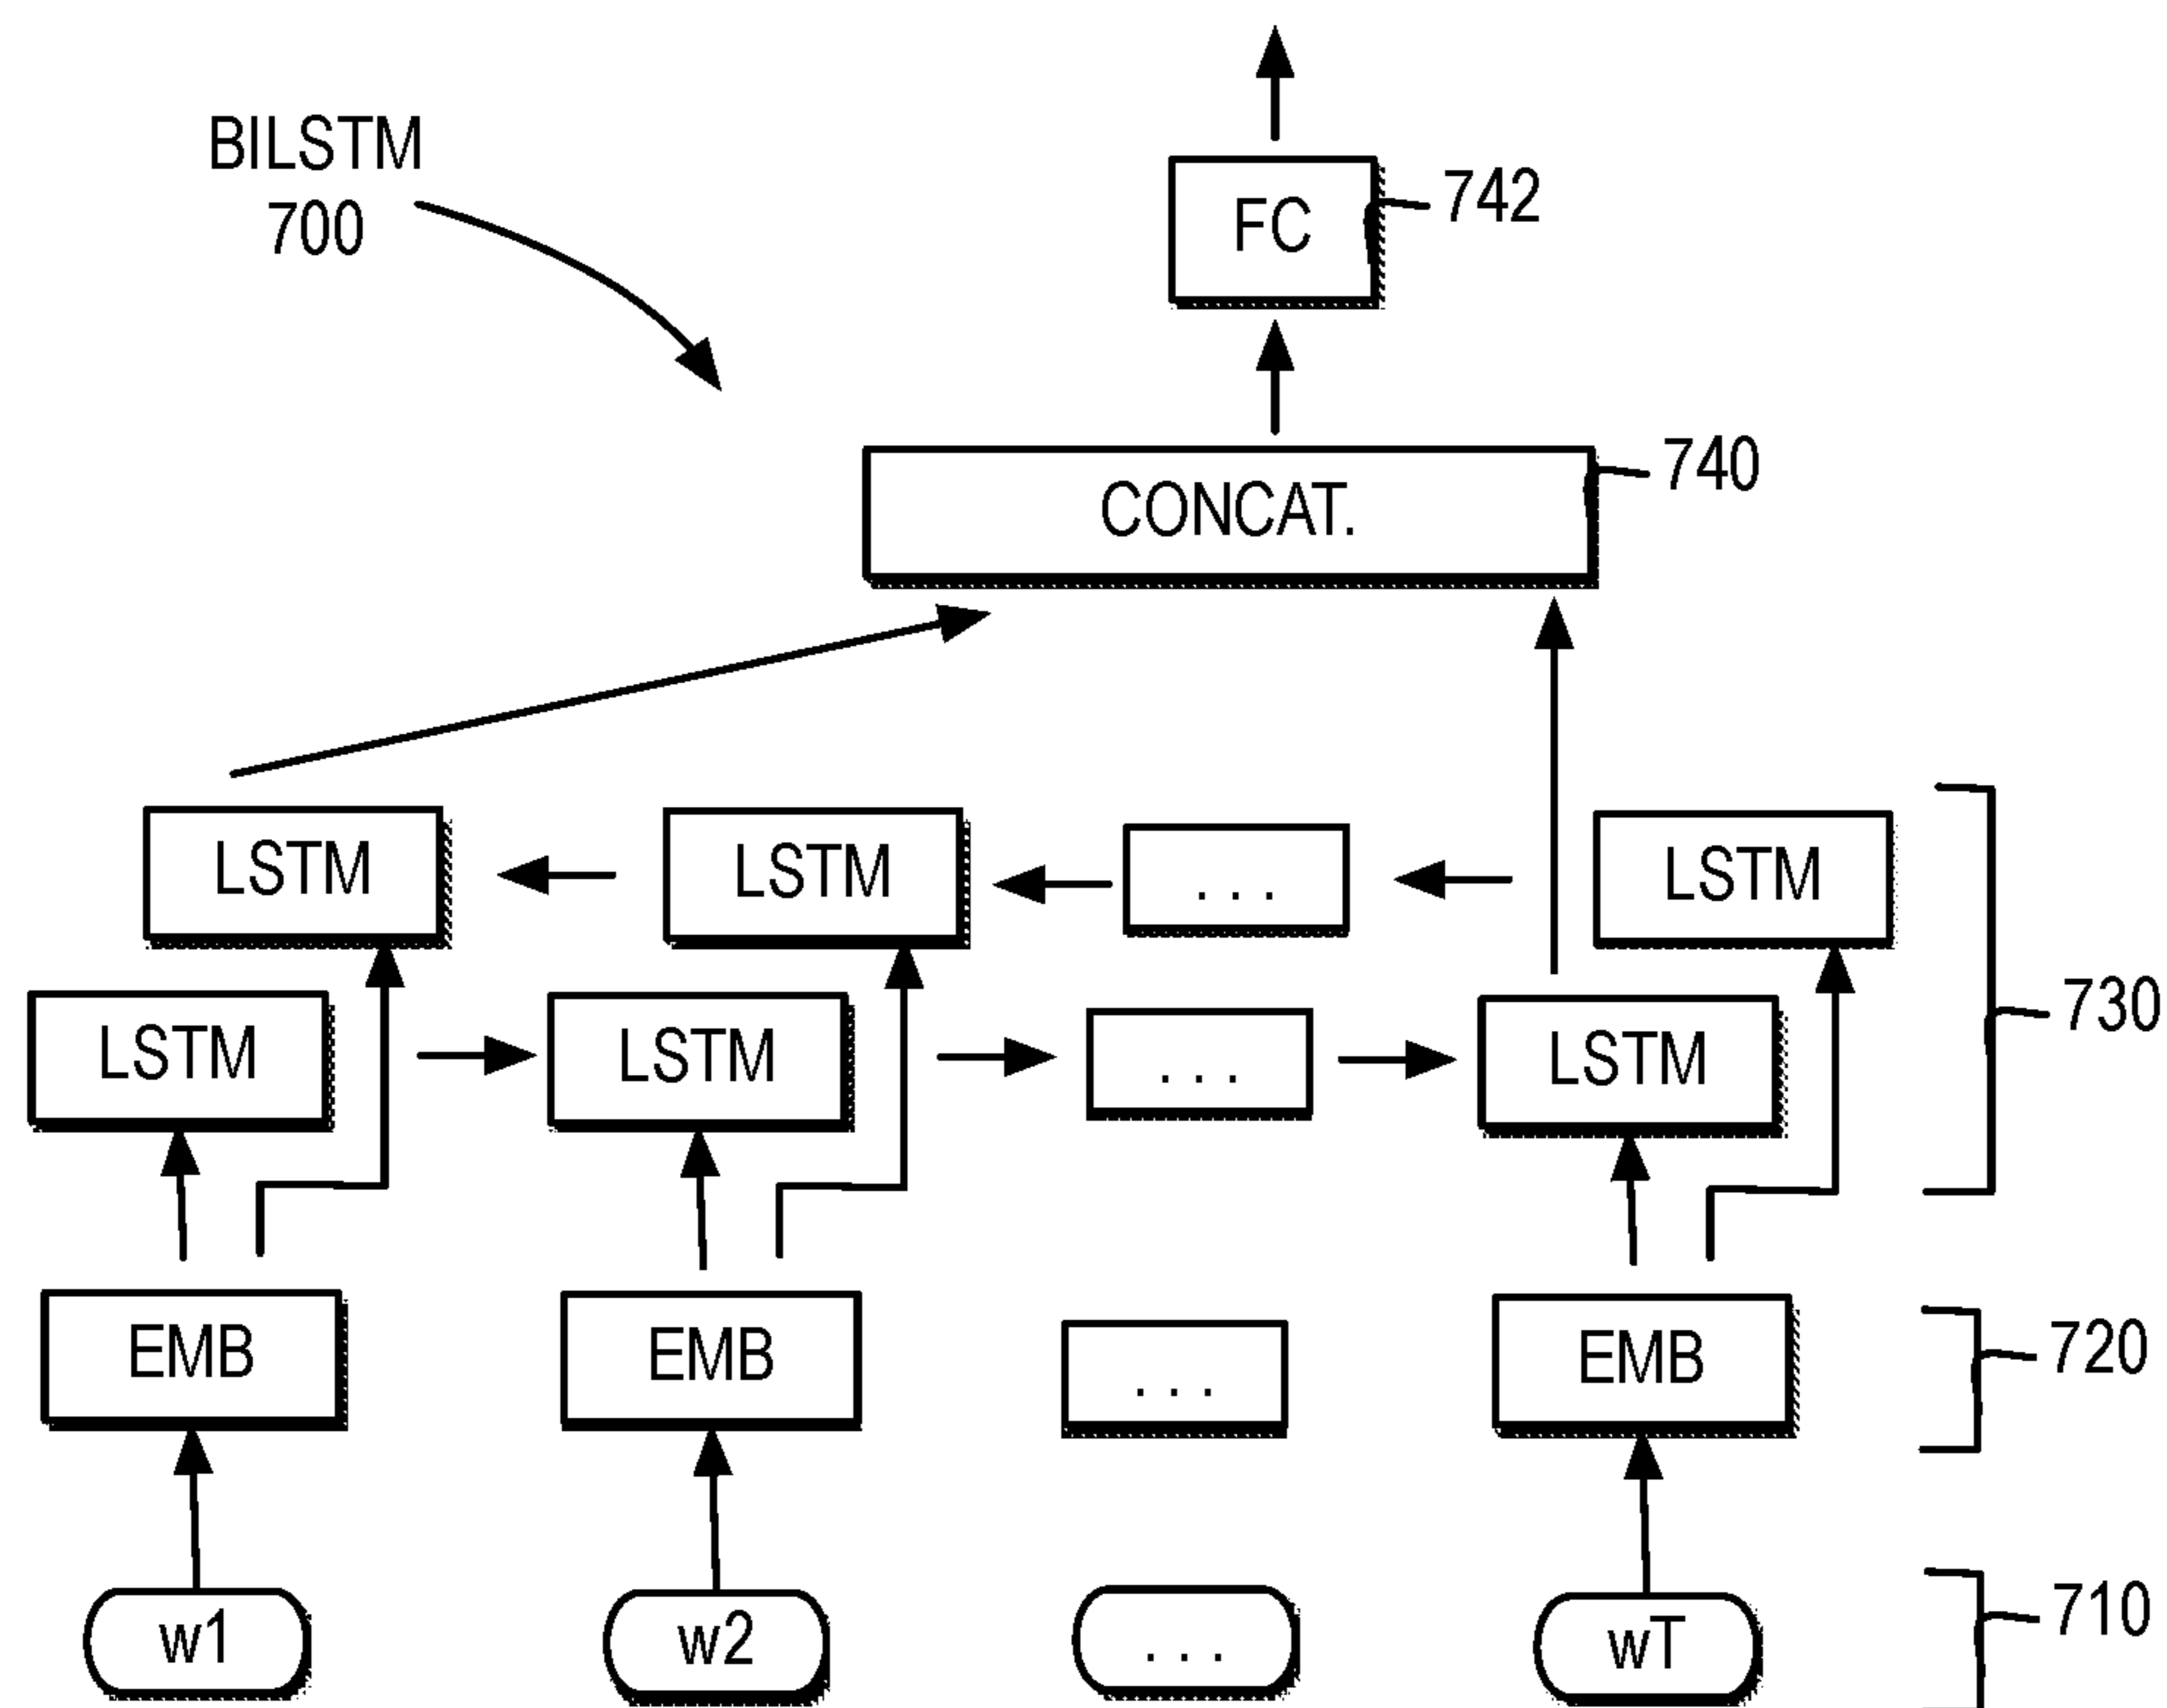 BILSTM
700
FC
742
CONCAT.
740
LSTM
LSTM
. . .
LSTM
LSTM
LSTM
. . .
LSTM
730
EMB
EMB
. . .
EMB
720
w1
w2
. . .
wT
710